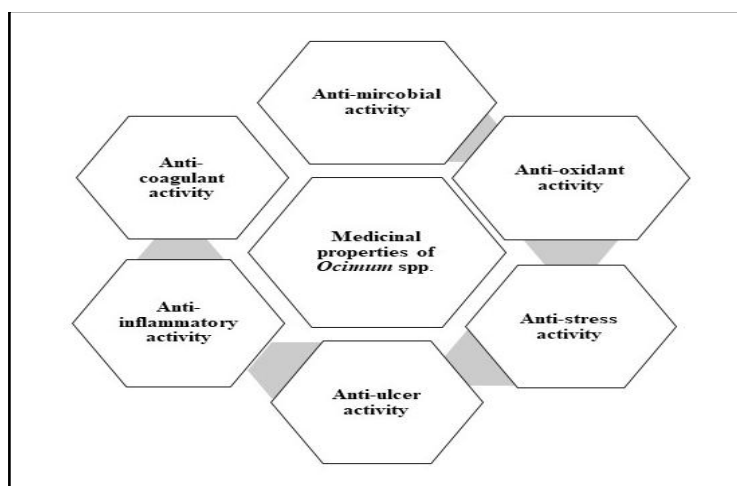 Anti-mircobial
activity
Anti-
coagulant
activity
Anti-oxidant
activity
Medicinal
properties of
Ocimum spp.
Anti-
inflammatory
activity
Anti-stress
activity
Anti-ulcer
activity